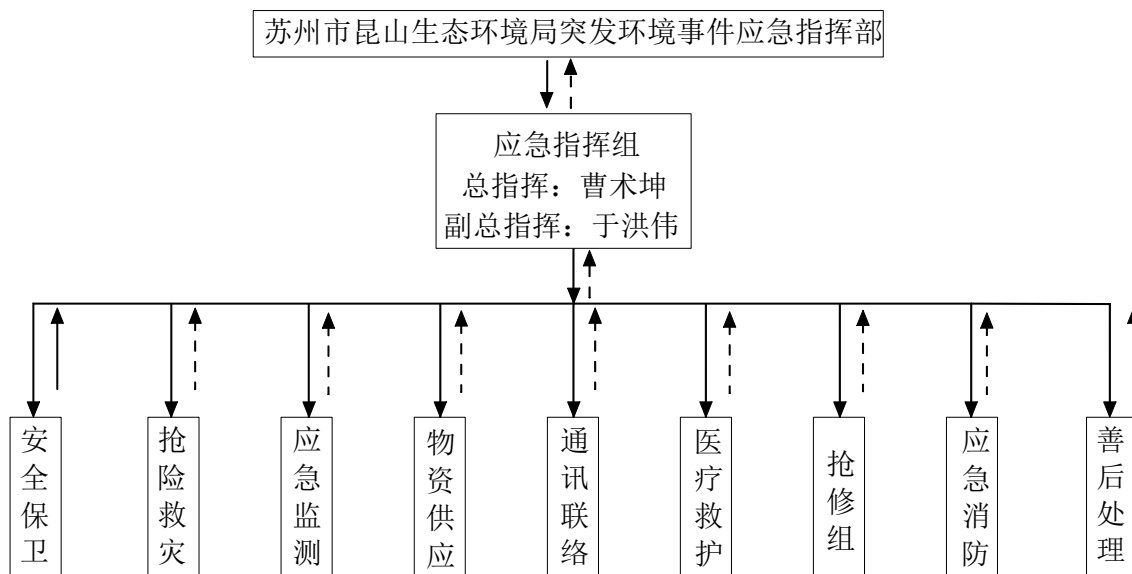 苏州市昆山生态环境局突发环境事件应急指挥部
应急指挥组
总指挥：曹术坤
副总指挥：于洪伟
安全保卫
抢险救灾
应急监测
物资供应
通讯联络
医疗救护
抢修组
应急消防
善后处理